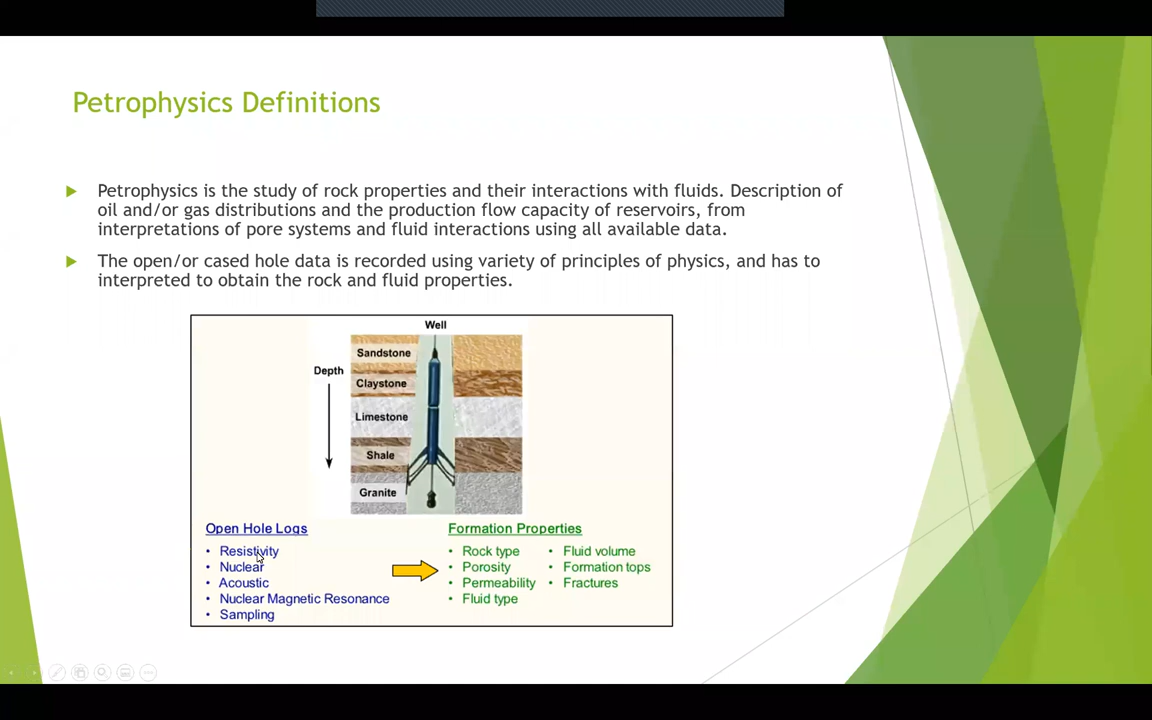 Petrophysics Definitions
Petrophysics is the study of rock properties and their interactions with fluids. Description of
oil and/or gas distributions and the production flow capacity of reservoirs, from
interpretations of pore systems and fluid interactions using all available data.
The open/or cased hole data is recorded using variety of principles of physics, and has to
interpreted to obtain the rock and fluid properties.
Well
Depth
Sandstone
Claystone
Limestone
Shale
Granite
Open Hole Logs
• Resistivity
• Nuclear
• Acoustic
• Nuclear Magnetic Resonance
• Sampling
Formation Properties
• Rock type
• Porosity
• Permeability
• Fluid type
• Fluid volume
• Formation tops
• Fractures